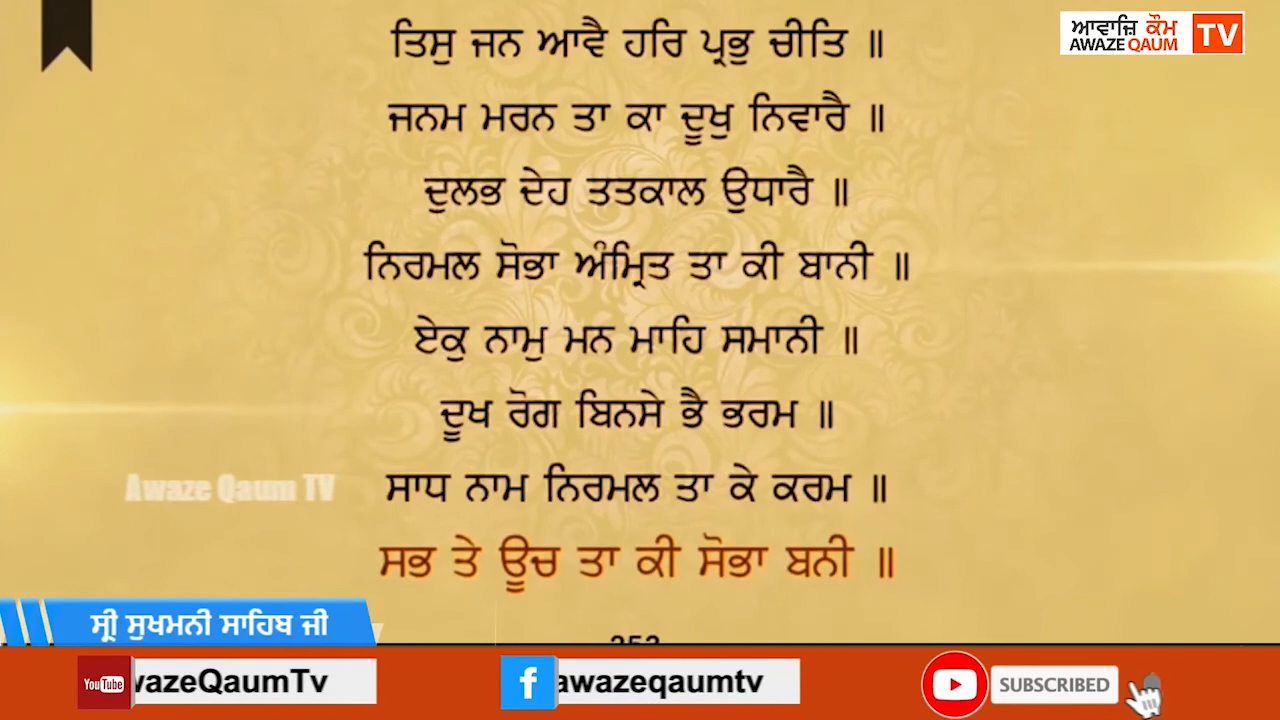 ਆਵਾਜ਼ਿ ਕੌਮ
AWAZE QAUM TV
ਤਿਸੁ ਜਨ ਆਵੈ ਹਰਿ ਪ੍ਰਭੁ ਚੀਤਿ ॥
ਜਨਮ ਮਰਨ ਤਾ ਕਾ ਦੂਖੁ ਨਿਵਾਰੈ ॥
ਦੁਲਭ ਦੇਹ ਤਤਕਾਲ ਉਧਾਰੈ ॥
ਨਿਰਮਲ ਸੋਭਾ ਅੰਮ੍ਰਿਤ ਤਾ ਕੀ ਬਾਨੀ ॥
ਏਕੁ ਨਾਮੁ ਮਨ ਮਾਹਿ ਸਮਾਨੀ ॥
ਦੂਖ ਰੋਗ ਬਿਨਸੇ ਭੈ ਭਰਮ ॥
ਸਾਧ ਨਾਮ ਨਿਰਮਲ ਤਾ ਕੇ ਕਰਮ ॥
Awaze Qaum TV
ਸਭ ਤੇ ਊਚ ਤਾ ਕੀ ਸੋਭਾ ਬਨੀ ॥
ਸ੍ਰੀ ਸੁਖਮਨੀ ਸਾਹਿਬ ਜੀ
YouTube wazeQaumTv
f awazeqaumtv
SUBSCRIBED